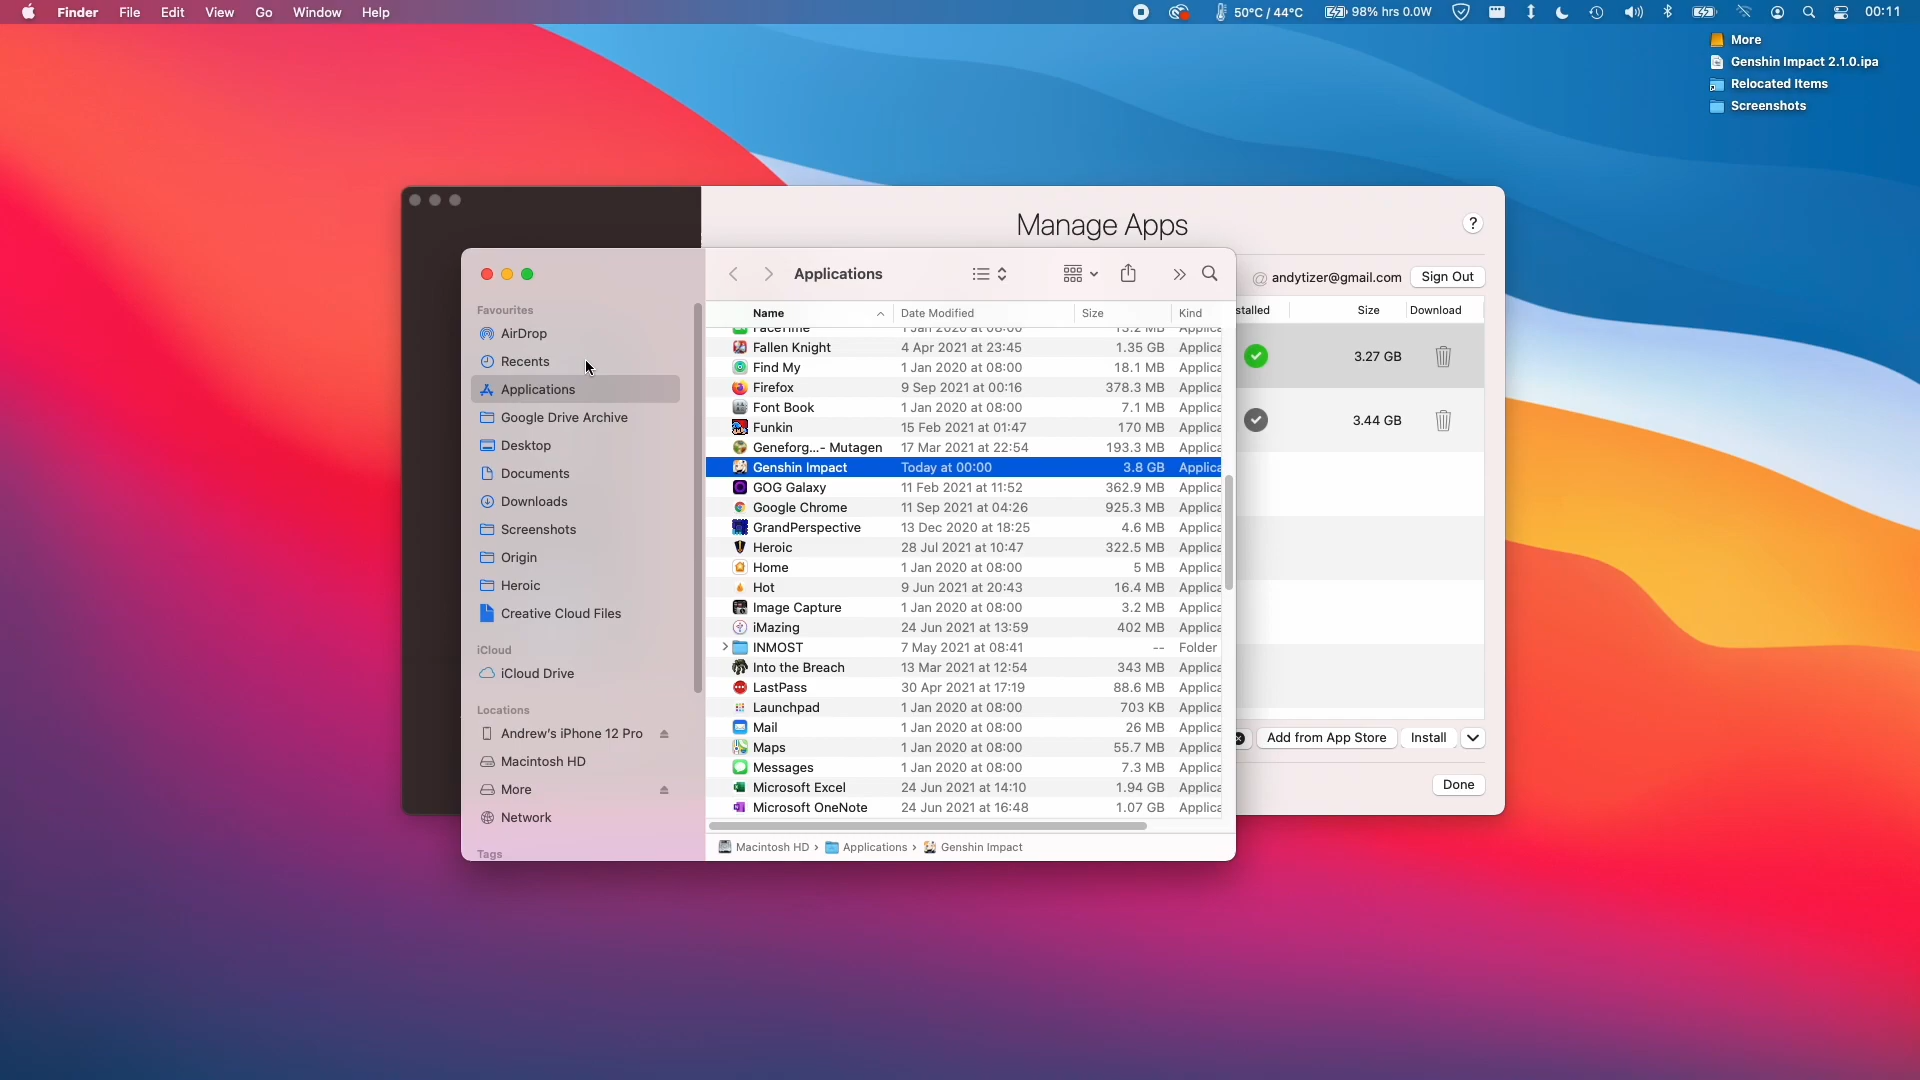 Finder File Edit View Go Window Help
50°C / 44°C 98% hrs 0.0W 00:11
More
Genshin Impact 2.1.0.ipa
Relocated Items
Screenshots
Manage Apps
?
@ andytizer@gmail.com Sign Out
stalled Size Download
3.27 GB
3.44 GB
Add from App Store Install
Done
Favourites
AirDrop
Recents
Applications
Google Drive Archive
Desktop
Documents
Downloads
Screenshots
Origin
Heroic
Creative Cloud Files
iCloud
iCloud Drive
Locations
Andrew's iPhone 12 Pro
Macintosh HD
More
Network
Tags
Applications
Name Date Modified Size Kind
FaceTime 1 Jan 2020 at 08:00 13.2 MB Applica
Fallen Knight 4 Apr 2021 at 23:45 1.35 GB Applica
Find My 1 Jan 2020 at 08:00 18.1 MB Applica
Firefox 9 Sep 2021 at 00:16 378.3 MB Applica
Font Book 1 Jan 2020 at 08:00 7.1 MB Applica
Funkin 15 Feb 2021 at 01:47 170 MB Applica
Geneforg...- Mutagen 17 Mar 2021 at 22:54 193.3 MB Applica
Genshin Impact Today at 00:00 3.8 GB Applica
GOG Galaxy 11 Feb 2021 at 11:52 362.9 MB Applica
Google Chrome 11 Sep 2021 at 04:26 925.3 MB Applica
GrandPerspective 13 Dec 2020 at 18:25 4.6 MB Applica
Heroic 28 Jul 2021 at 10:47 322.5 MB Applica
Home 1 Jan 2020 at 08:00 5 MB Applica
Hot 9 Jun 2021 at 20:43 16.4 MB Applica
Image Capture 1 Jan 2020 at 08:00 3.2 MB Applica
iMazing 24 Jun 2021 at 13:59 402 MB Applica
INMOST 7 May 2021 at 08:41 -- Folder
Into the Breach 13 Mar 2021 at 12:54 343 MB Applica
LastPass 30 Apr 2021 at 17:19 88.6 MB Applica
Launchpad 1 Jan 2020 at 08:00 703 KB Applica
Mail 1 Jan 2020 at 08:00 26 MB Applica
Maps 1 Jan 2020 at 08:00 55.7 MB Applica
Messages 1 Jan 2020 at 08:00 7.3 MB Applica
Microsoft Excel 24 Jun 2021 at 14:10 1.94 GB Applica
Microsoft OneNote 24 Jun 2021 at 16:48 1.07 GB Applica
Macintosh HD › Applications › Genshin Impact